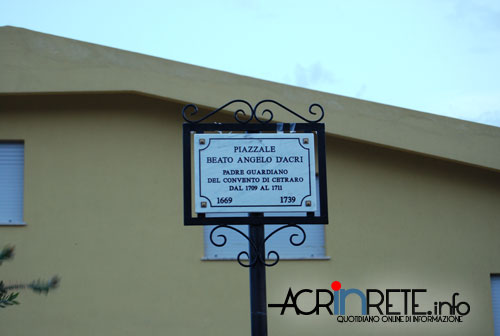 PIAZZALE
BEATO ANGELO D'ACRI
PADRE GUARDIANO
DEL CONVENTO DI CETRARO
DAL 1709 AL 1711
1669 1739
ACRINRETE.info
QUOTIDIANO ONLINE DI INFORMAZIONE